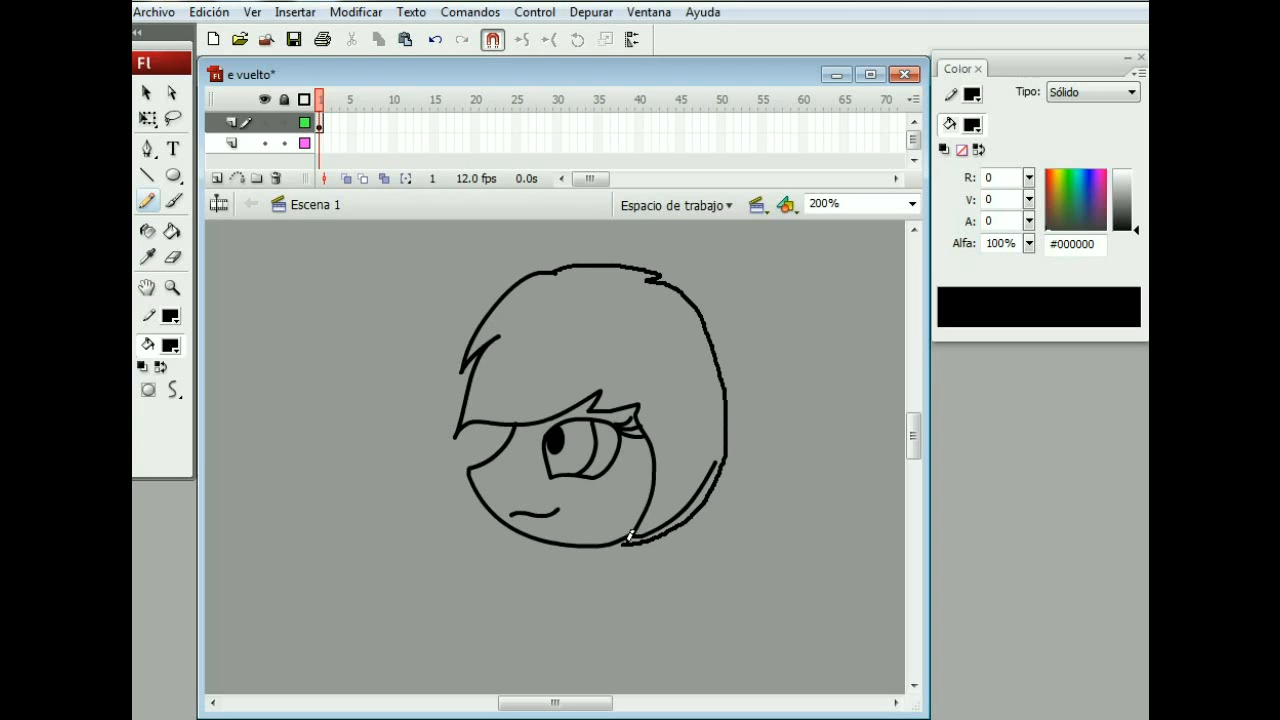 Archivo Edición Ver Insertar Modificar Texto Comandos Control Depurar Ventana Ayuda
Fl
e vuelto*
Color
Tipo: Sólido
1 5 10 15 20 25 30 35 40 45 50 55 60 65 70
1 12.0 fps 0.0s
R: 0
V: 0
A: 0
Alfa: 100% #000000
Escena 1
Espacio de trabajo
200%
T